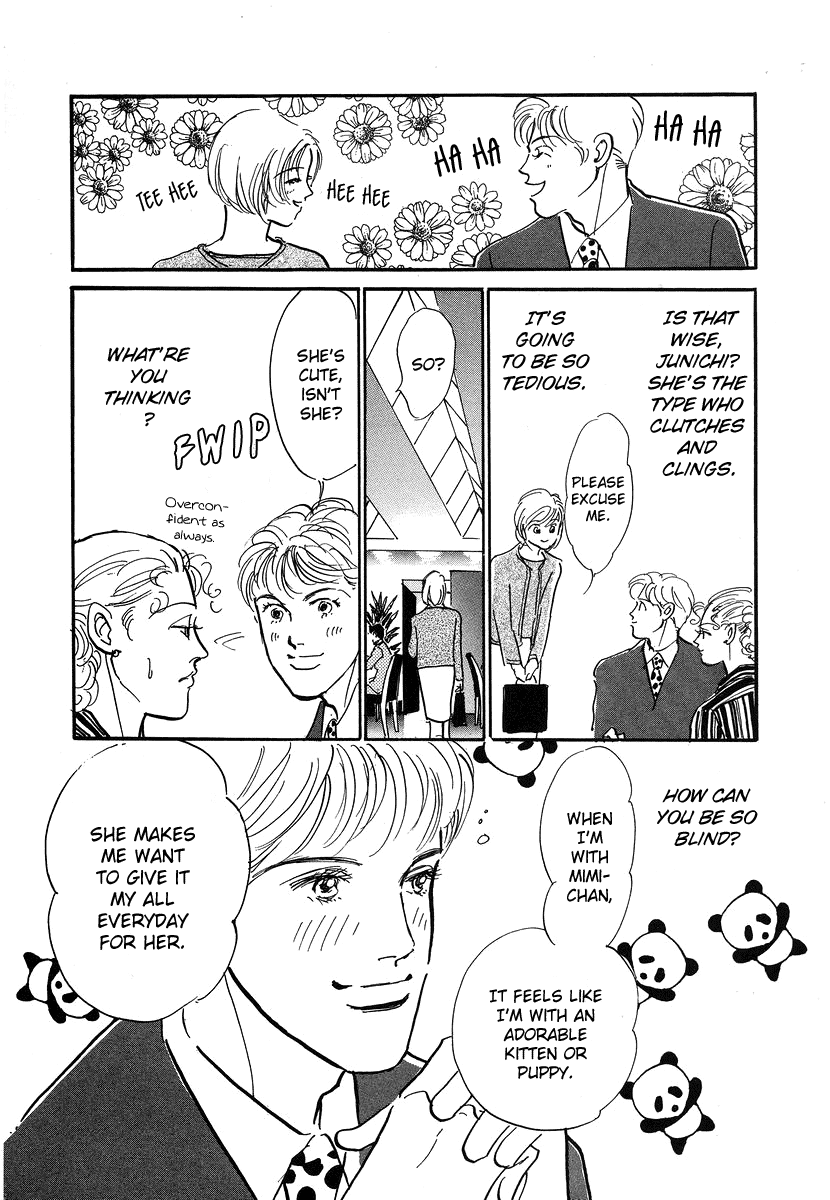 HA HA
HA HA
HEE HEE
TEE HEE
IS THAT
WISE,
JUNICHI?
SHE'S THE
TYPE WHO
CLUTCHES
AND
CLINGS.
IT'S
GOING
TO BE SO
TEDIOUS.
PLEASE
EXCUSE
ME.
SO?
SHE'S
CUTE,
ISN'T
SHE?
FWIP
Overcon-
fident as
always.
WHAT'RE
YOU
THINKING
?
HOW CAN
YOU BE SO
BLIND?
WHEN
I'M
WITH
MIMI-
CHAN,
IT FEELS LIKE
I'M WITH AN
ADORABLE
KITTEN OR
PUPPY.
SHE MAKES
ME WANT
TO GIVE IT
MY ALL
EVERYDAY
FOR HER.